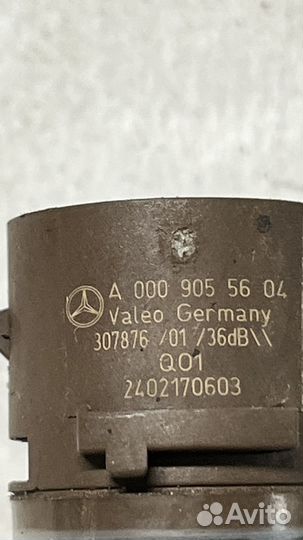 A 000 905 56 04
Valeo Germany
307876 /01 /36dB\\
Q01
2402170603
Avito